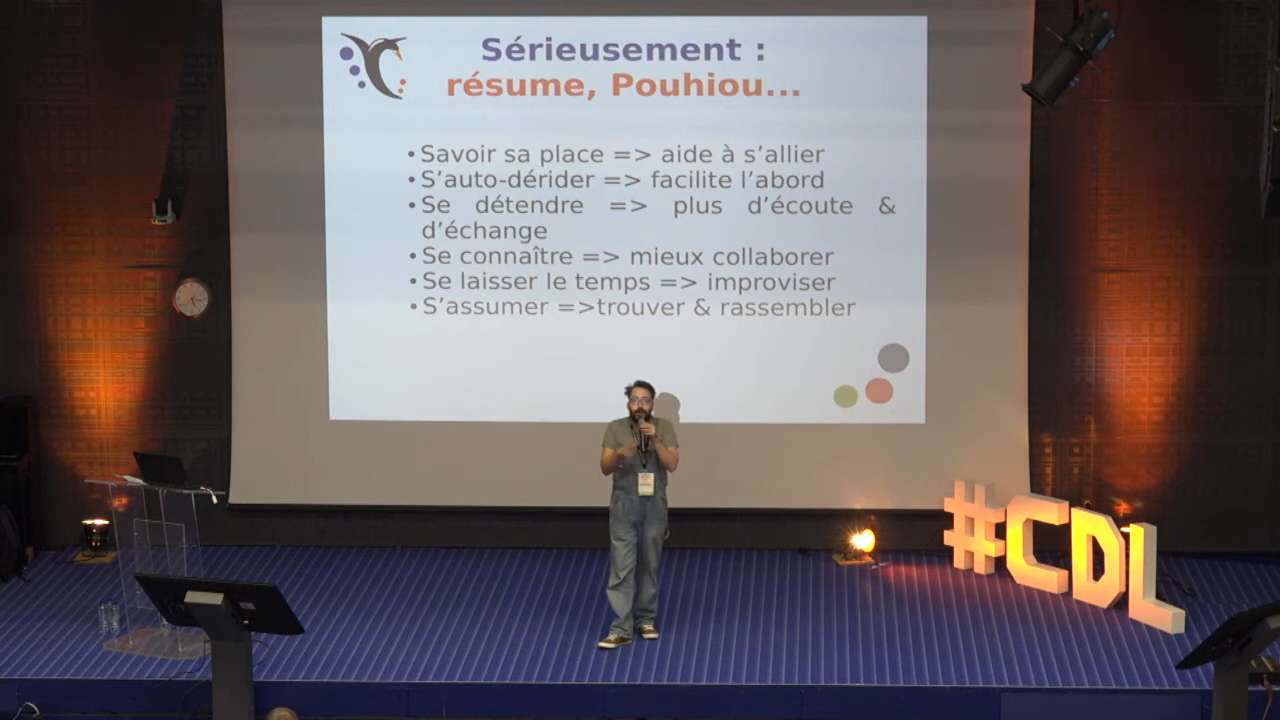 Sérieusement :
résume, Pouhiou...
• Savoir sa place => aide à s’allier
• S’auto-dérider => facilite l’abord
• Se détendre => plus d’écoute &
d’échange
• Se connaître => mieux collaborer
• Se laisser le temps => improviser
• S’assumer =>trouver & rassembler
#CDL